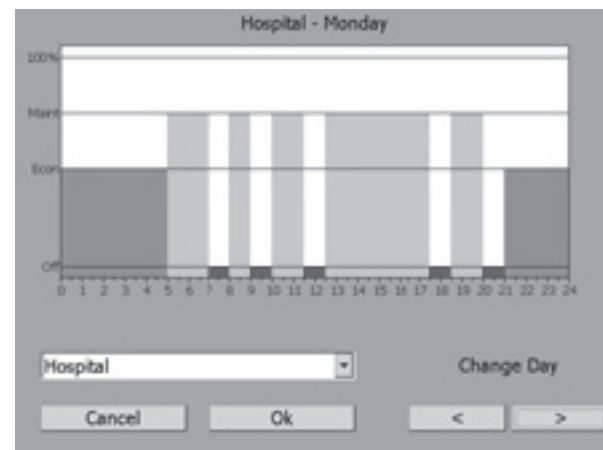 Hospital - Monday
100%
Maint
Econ
Off
0 1 2 3 4 5 6 7 8 9 10 11 12 13 14 15 16 17 18 19 20 21 22 23 24
Hospital Change Day
Cancel Ok < >